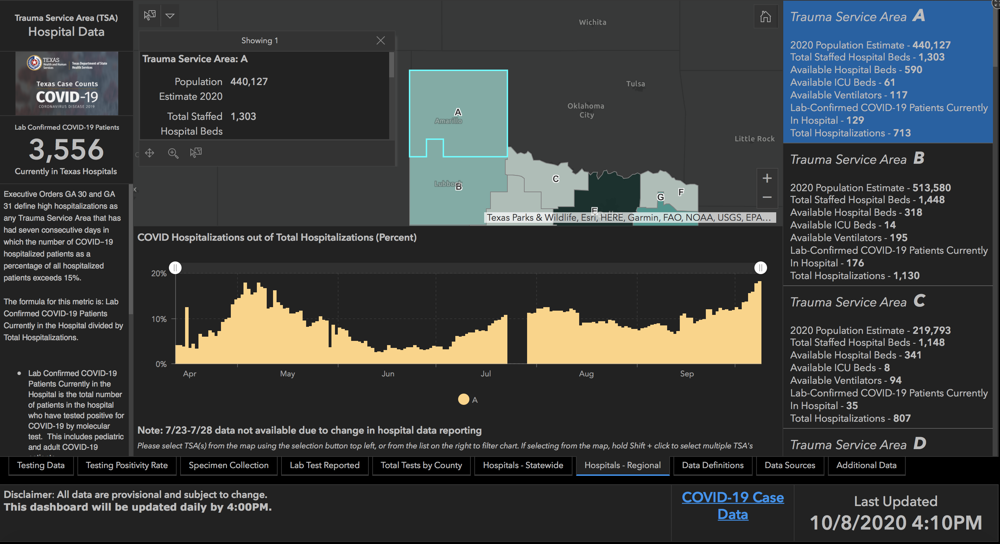 Trauma Service Area (TSA)
Hospital Data
TEXAS
Health and Human
Services
Texas Department of State
Health Services
Texas Case Counts
COVID-19
CORONAVIRUS DISEASE 2019
Lab Confirmed COVID-19 Patients
3,556
Currently in Texas Hospitals
Executive Orders GA 30 and GA
31 define high hospitalizations as
any Trauma Service Area that has
had seven consecutive days in
which the number of COVID-19
hospitalized patients as a
percentage of all hospitalized
patients exceeds 15%.
The formula for this metric is: Lab
Confirmed COVID-19 Patients
Currently in the Hospital divided by
Total Hospitalizations.
• Lab Confirmed COVID-19
Patients Currently in the
Hospital is the total number
of patients in the hospital
who have tested positive for
COVID-19 by molecular
test. This includes pediatric
and adult COVID-19
Showing 1
Trauma Service Area: A
Population 440,127
Estimate 2020
Total Staffed 1,303
Hospital Beds
Wichita
Tulsa
Oklahoma
City
Little Rock
A
Amarillo
Lubbock
B
C
E
G
F
Texas Parks & Wildlife, Esri, HERE, Garmin, FAO, NOAA, USGS, EPA…
COVID Hospitalizations out of Total Hospitalizations (Percent)
20%
10%
0%
Apr May Jun Jul Aug Sep
A
Note: 7/23-7/28 data not available due to change in hospital data reporting
Please select TSA(s) from the map using the selection button top left, or from the list on the right to filter chart. If selecting from the map, hold Shift + click to select multiple TSA's
Trauma Service Area A
2020 Population Estimate - 440,127
Total Staffed Hospital Beds - 1,303
Available Hospital Beds - 590
Available ICU Beds - 61
Available Ventilators - 117
Lab-Confirmed COVID-19 Patients Currently
In Hospital - 129
Total Hospitalizations - 713
Trauma Service Area B
2020 Population Estimate - 513,580
Total Staffed Hospital Beds - 1,448
Available Hospital Beds - 318
Available ICU Beds - 14
Available Ventilators - 195
Lab-Confirmed COVID-19 Patients Currently
In Hospital - 176
Total Hospitalizations - 1,130
Trauma Service Area C
2020 Population Estimate - 219,793
Total Staffed Hospital Beds - 1,148
Available Hospital Beds - 341
Available ICU Beds - 8
Available Ventilators - 94
Lab-Confirmed COVID-19 Patients Currently
In Hospital - 35
Total Hospitalizations - 807
Trauma Service Area D
Testing Data
Testing Positivity Rate
Specimen Collection
Lab Test Reported
Total Tests by County
Hospitals - Statewide
Hospitals - Regional
Data Definitions
Data Sources
Additional Data
Disclaimer: All data are provisional and subject to change.
This dashboard will be updated daily by 4:00PM.
COVID-19 Case
Data
Last Updated
10/8/2020 4:10PM